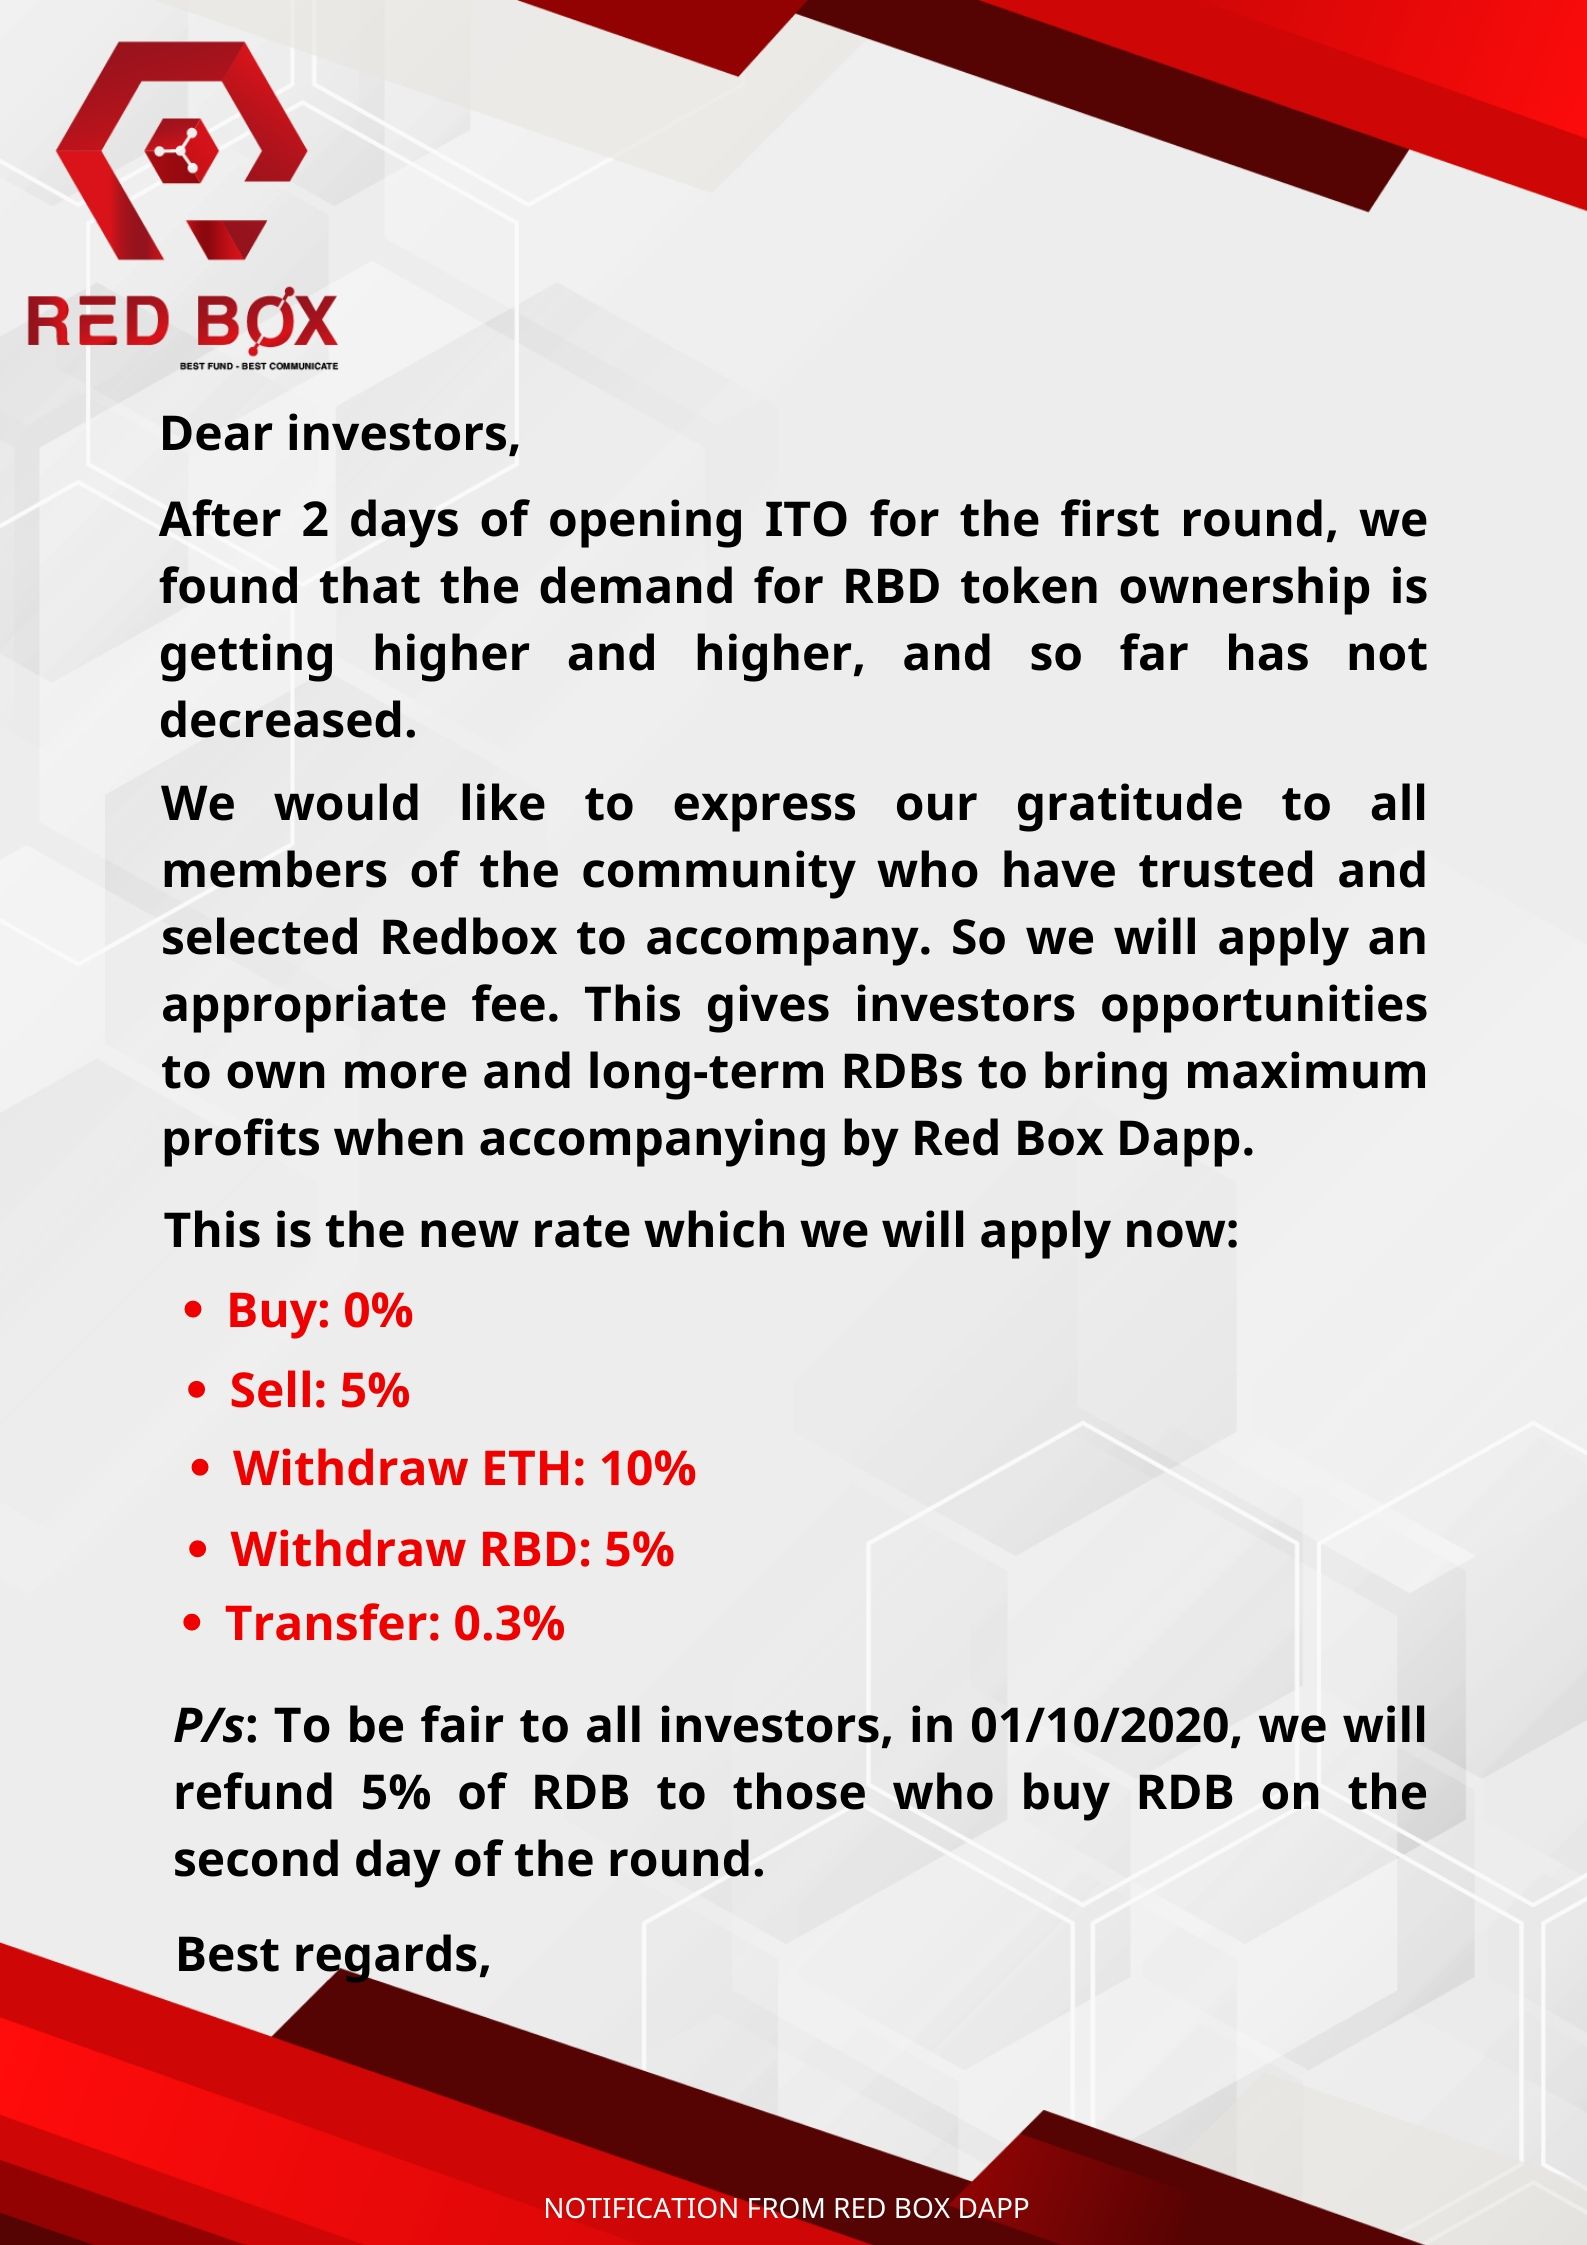 RED BOX
BEST FUND - BEST COMMUNICATE
Dear investors,
After 2 days of opening ITO for the first round, we
found that the demand for RBD token ownership is
getting higher and higher, and so far has not
decreased.
We would like to express our gratitude to all
members of the community who have trusted and
selected Redbox to accompany. So we will apply an
appropriate fee. This gives investors opportunities
to own more and long-term RDBs to bring maximum
profits when accompanying by Red Box Dapp.
This is the new rate which we will apply now:
• Buy: 0%
• Sell: 5%
• Withdraw ETH: 10%
• Withdraw RBD: 5%
• Transfer: 0.3%
P/s: To be fair to all investors, in 01/10/2020, we will
refund 5% of RDB to those who buy RDB on the
second day of the round.
Best regards,
NOTIFICATION FROM RED BOX DAPP